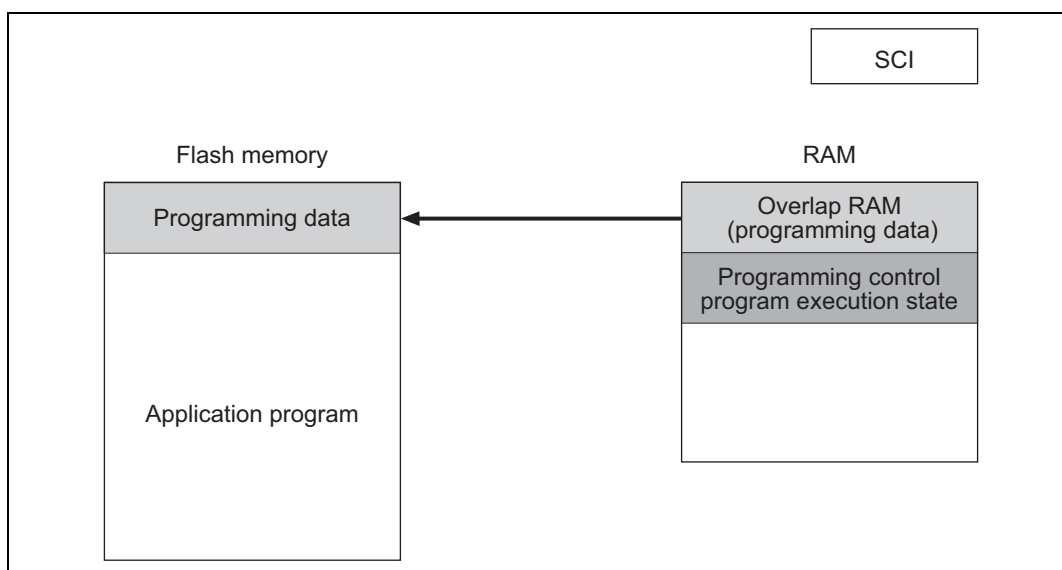 SCI
Flash memory
RAM
Programming data
Overlap RAM
(programming data)
Programming control
program execution state
Application program